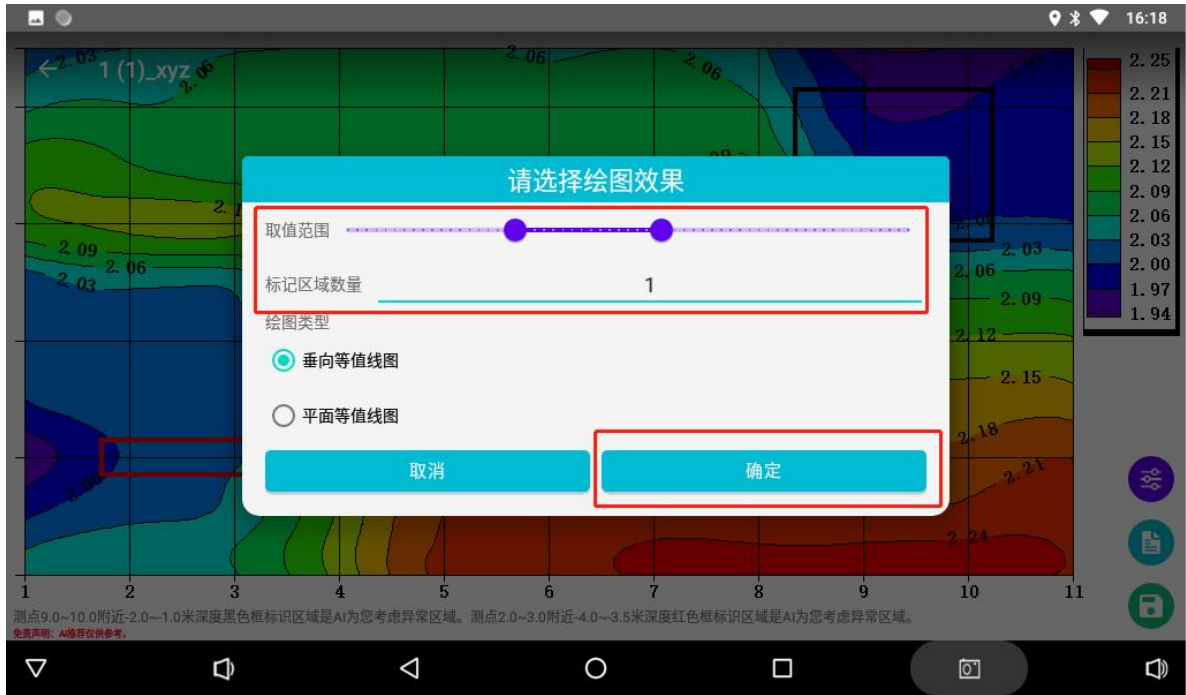 16:18
1 (1)_xyz
2.03
2.06
2.06
2.06
2.25
2.21
2.18
2.15
2.12
2.09
2.06
2.03
2.00
1.97
1.94
请选择绘图效果
取值范围
标记区域数量 1
绘图类型
垂向等值线图
平面等值线图
取消 确定
2.09
2.06
2.03
2.03
2.06
2.09
2.12
2.15
2.18
2.21
2.24
2.00
1 2 3 4 5 6 7 8 9 10 11
测点9.0~10.0附近-2.0~-1.0米深度黑色框标识区域是AI为您考虑异常区域。测点2.0~3.0附近-4.0~-3.5米深度红色框标识区域是AI为您考虑异常区域。
免责声明：AI推荐仅供参考。